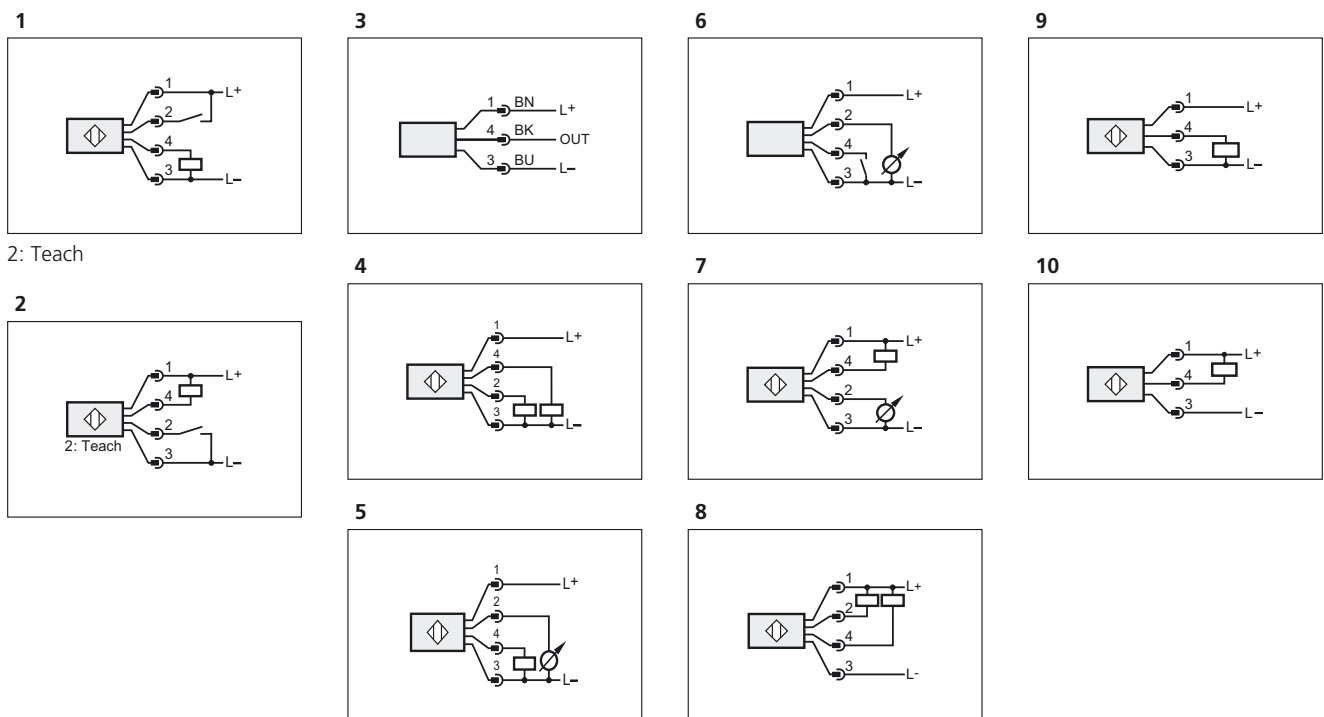 1
1
L+
2
4
3
L–
2: Teach
2
1
L+
4
2
2: Teach
3
L–
3
1 BN L+
4 BK OUT
3 BU L–
4
1
L+
4
2
3
L–
5
1
L+
2
4
3
L–
6
1
L+
2
4
3
L–
7
1
L+
4
2
3
L–
8
1
L+
2
4
3
L-
9
1
L+
4
3
L–
10
1
L+
4
3
L–